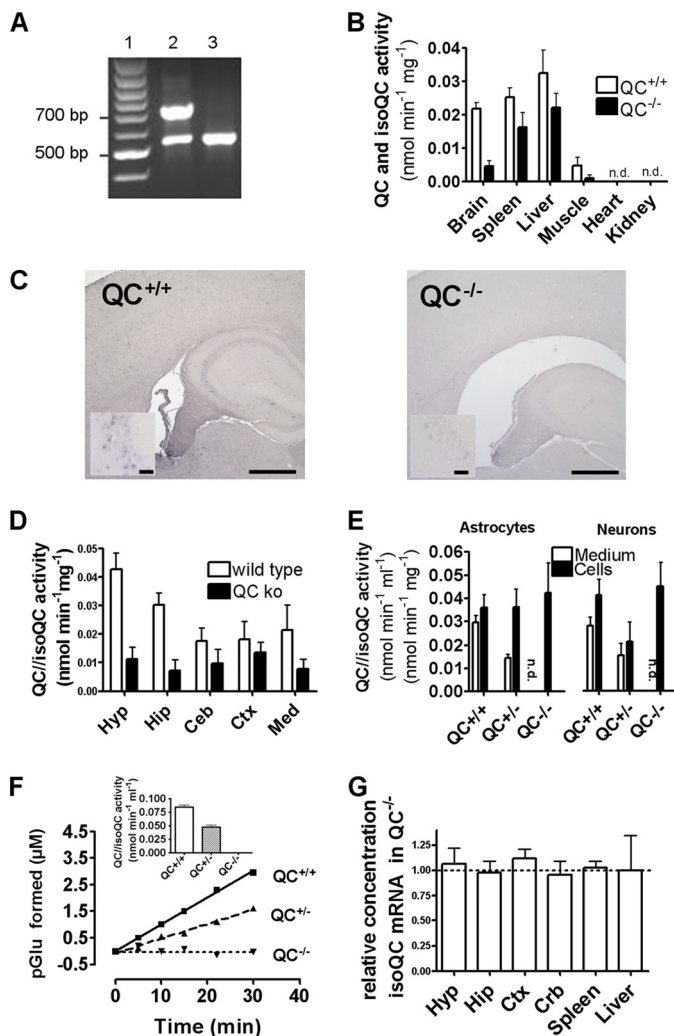 A
1 2 3
700 bp
500 bp
B
QC and isoQC activity
(nmol min-1 mg-1)
0.04
0.03
0.02
0.01
0.00
QC+/+
QC-/-
n.d. n.d.
Brain
Spleen
Liver
Muscle
Heart
Kidney
C
QC+/+
QC-/-
D
QC//isoQC activity
(nmol min-1mg-1)
0.05
0.04
0.03
0.02
0.01
0.00
wild type
QC ko
Hyp
Hip
Ceb
Ctx
Med
E
Astrocytes Neurons
QC//isoQC activity
(nmol min-1 ml-1)
(nmol min-1 mg-1)
0.06
0.05
0.04
0.03
0.02
0.01
0.00
Medium
Cells
n.d.
n.d.
QC+/+
QC+/-
QC-/-
QC+/+
QC+/-
QC-/-
F
QC//isoQC activity
(nmol min-1 ml-1)
0.100
0.075
0.050
0.025
0.000
QC+/+
QC+/-
QC-/-
pGlu formed (µM)
4.5
3.5
2.5
1.5
0.5
-0.5
QC+/+
QC+/-
QC-/-
0 10 20 30 40
Time (min)
G
relative concentration
isoQC mRNA in QC-/-
1.25
1.00
0.75
0.50
0.25
0.00
Hyp
Hip
Ctx
Crb
Spleen
Liver